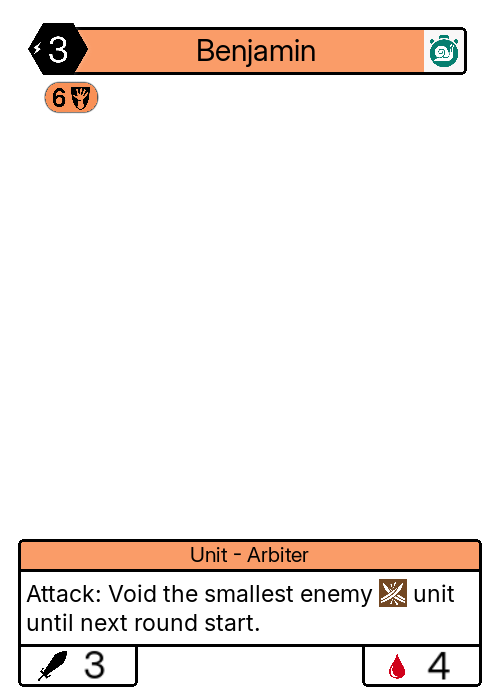 3
Benjamin
6
Unit - Arbiter
Attack: Void the smallest enemy unit
until next round start.
3
4